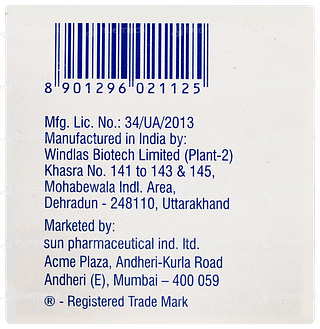 8 901296 021125
Mfg. Lic. No.: 34/UA/2013
Manufactured in India by:
Windlas Biotech Limited (Plant-2)
Khasra No. 141 to 143 & 145,
Mohabewala Indl. Area,
Dehradun - 248110, Uttarakhand
Marketed by:
sun pharmaceutical ind. ltd.
Acme Plaza, Andheri-Kurla Road
Andheri (E), Mumbai – 400 059
® - Registered Trade Mark